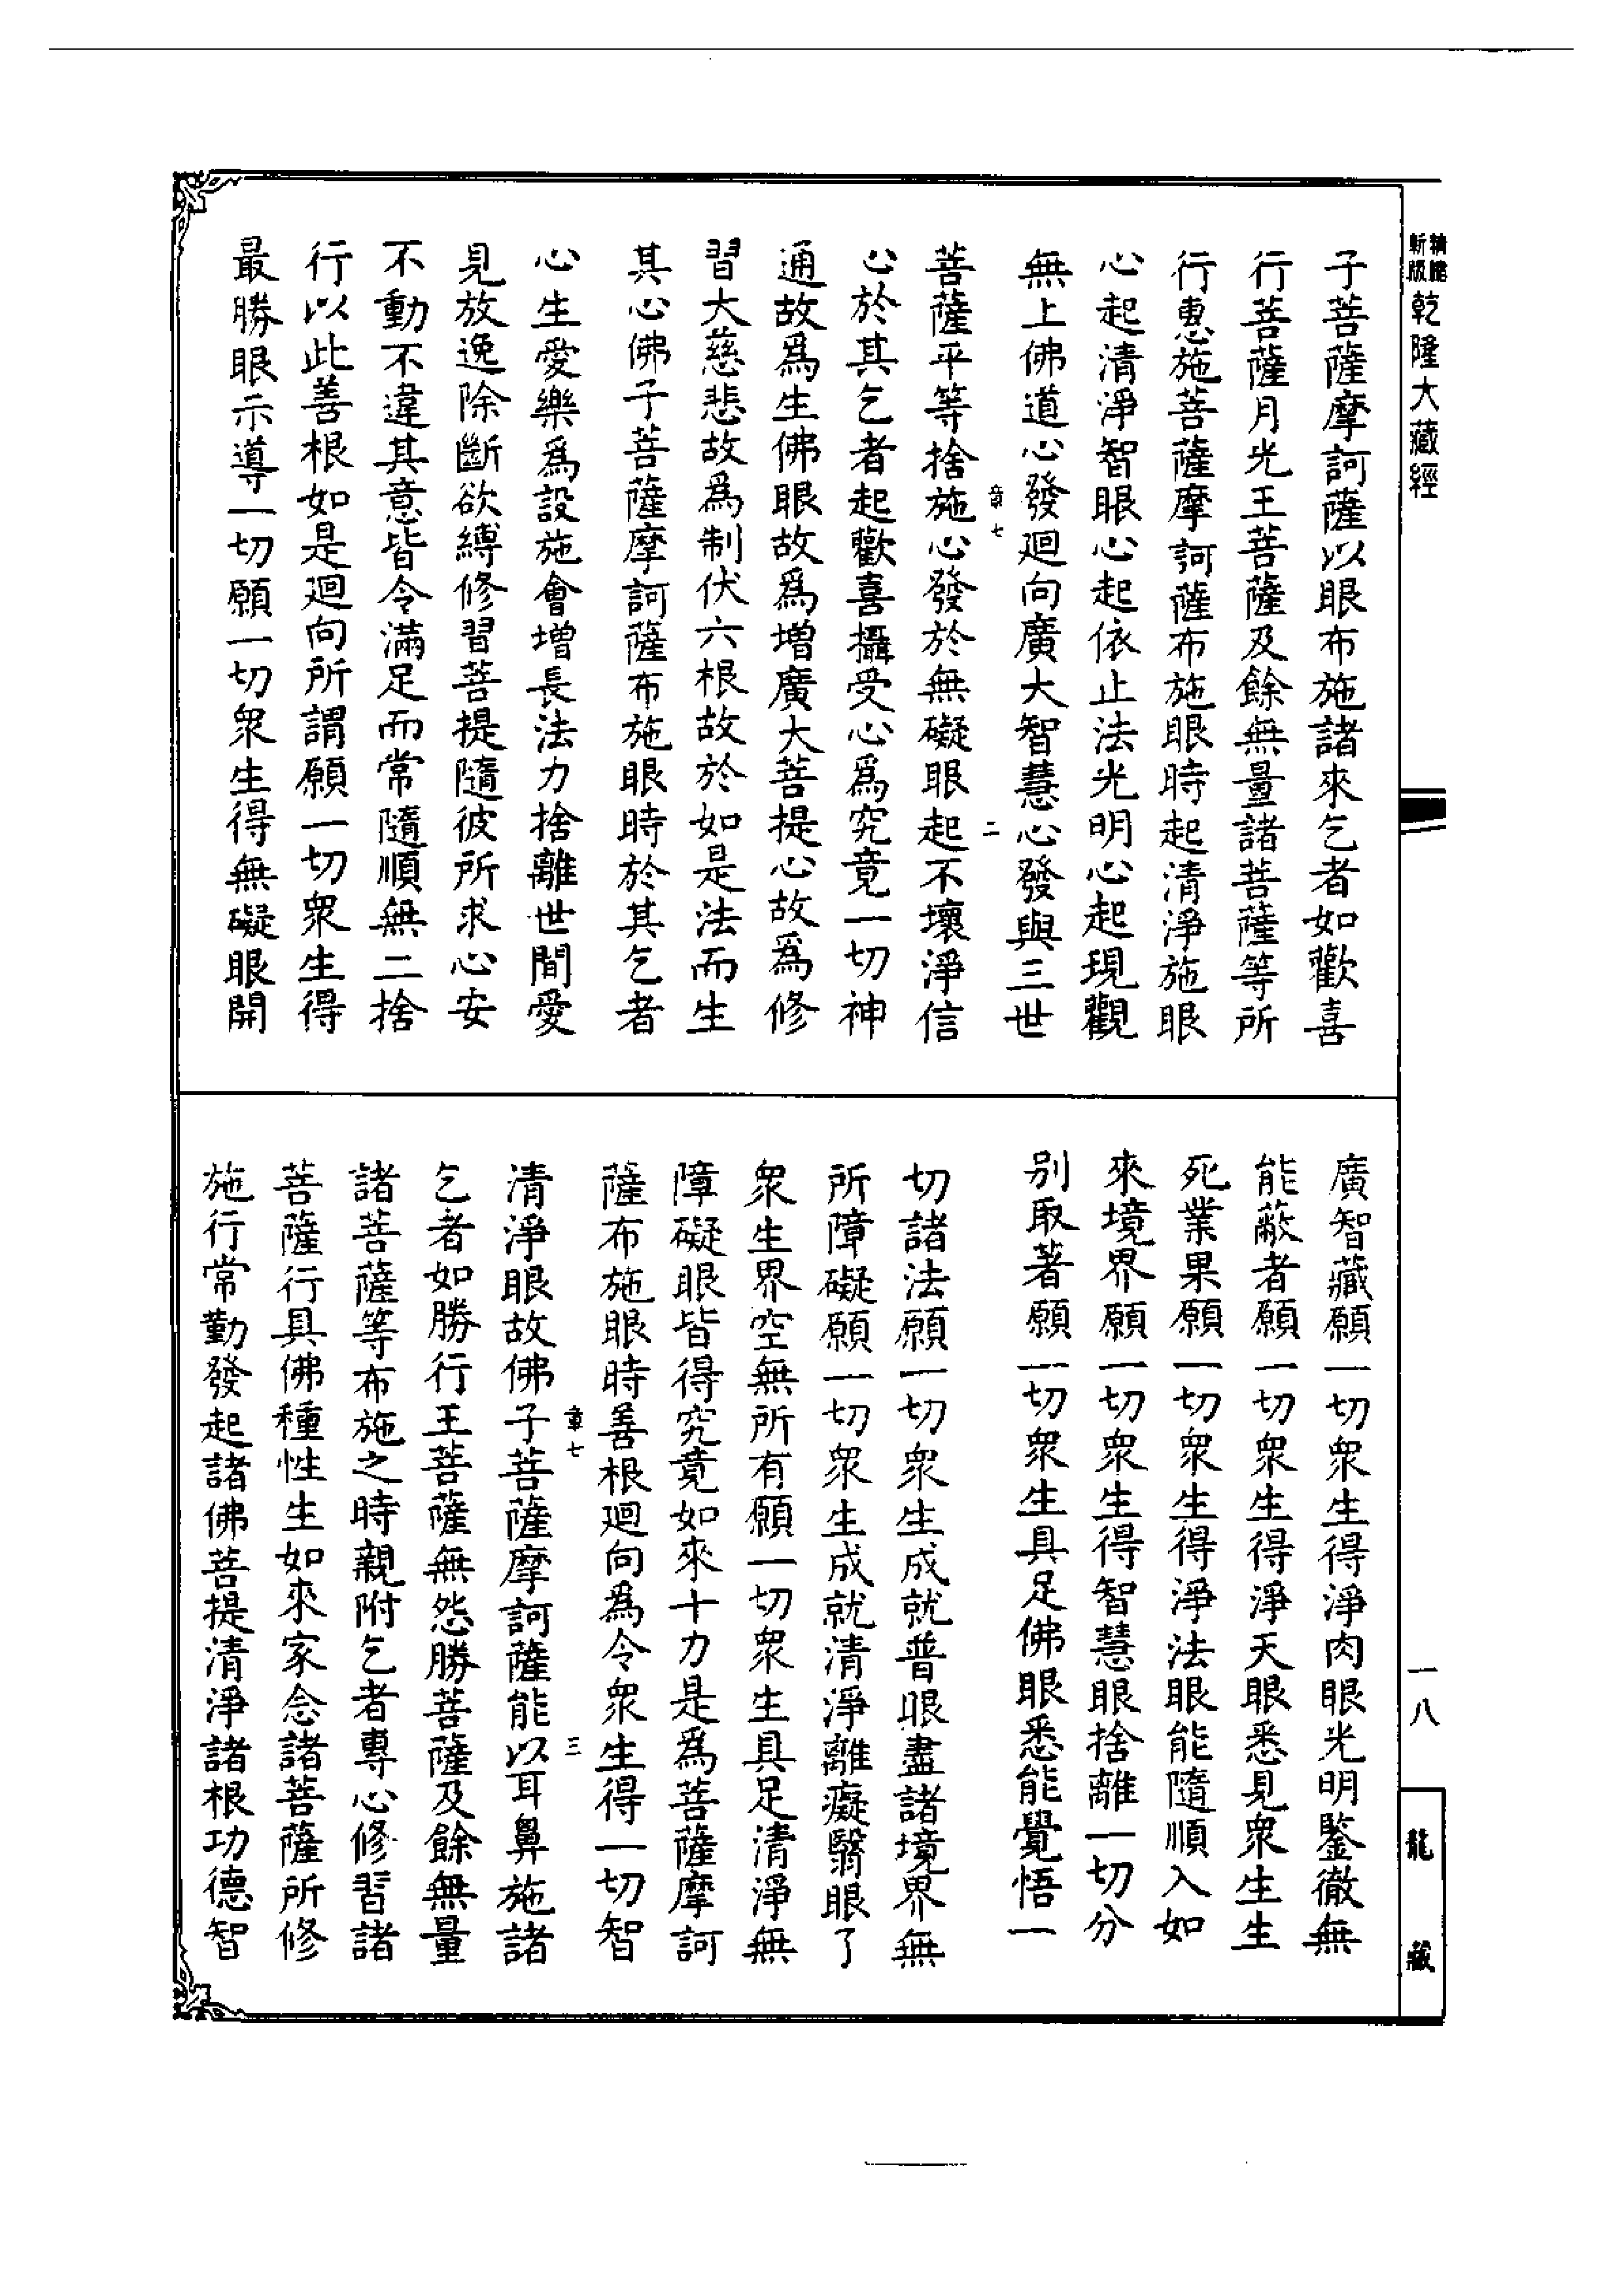 新版
乾隆大藏經
子菩薩摩訶薩以眼布施諸來乞者如歡喜
行菩薩月光王菩薩及餘無量諸菩薩等所
行惠施菩薩摩訶薩布施眼時起清淨施眼
心起清淨智眼心起依止法光明心起現觀
無上佛道心發迴向廣大智慧心發與三世
章七
二
菩薩平等捨施心發於無礙眼起不壞淨信
心於其乞者起歡喜攝受心為究竟一切神
通故為生佛眼故為增廣大菩提心故為修
習大慈悲故為制伏六根故於如是法而生
其心佛子菩薩摩訶薩布施眼時於其乞者
心生愛樂為設施會增長法力捨離世間愛
見放逸除斷欲縛修習菩提隨彼所求心安
不動不違其意皆令滿足而常隨順無二捨
行以此善根如是迴向所謂願一切眾生得
最勝眼示導一切願一切眾生得無礙眼開
廣智藏願一切眾生得淨肉眼光明鑒徹無
能蔽者願一切眾生得淨天眼悉見眾生生
死業果願一切眾生得淨法眼能隨順入如
來境界願一切眾生得智慧眼捨離一切分
別取著願一切眾生具足佛眼悉能覺悟一
切諸法願一切眾生成就普眼盡諸境界無
所障礙願一切眾生成就清淨離癡翳眼了
眾生界空無所有願一切眾生具足清淨無
障礙眼皆得究竟如來十力是為菩薩摩訶
薩布施眼時善根迴向為令眾生得一切智
章七
三
清淨眼故佛子菩薩摩訶薩能以耳鼻施諸
乞者如勝行王菩薩無怨勝菩薩及餘無量
諸菩薩等布施之時親附乞者專心修習諸
菩薩行具佛種性生如來家念諸菩薩所修
施行常勤發起諸佛菩提清淨諸根功德智
一八
龍藏